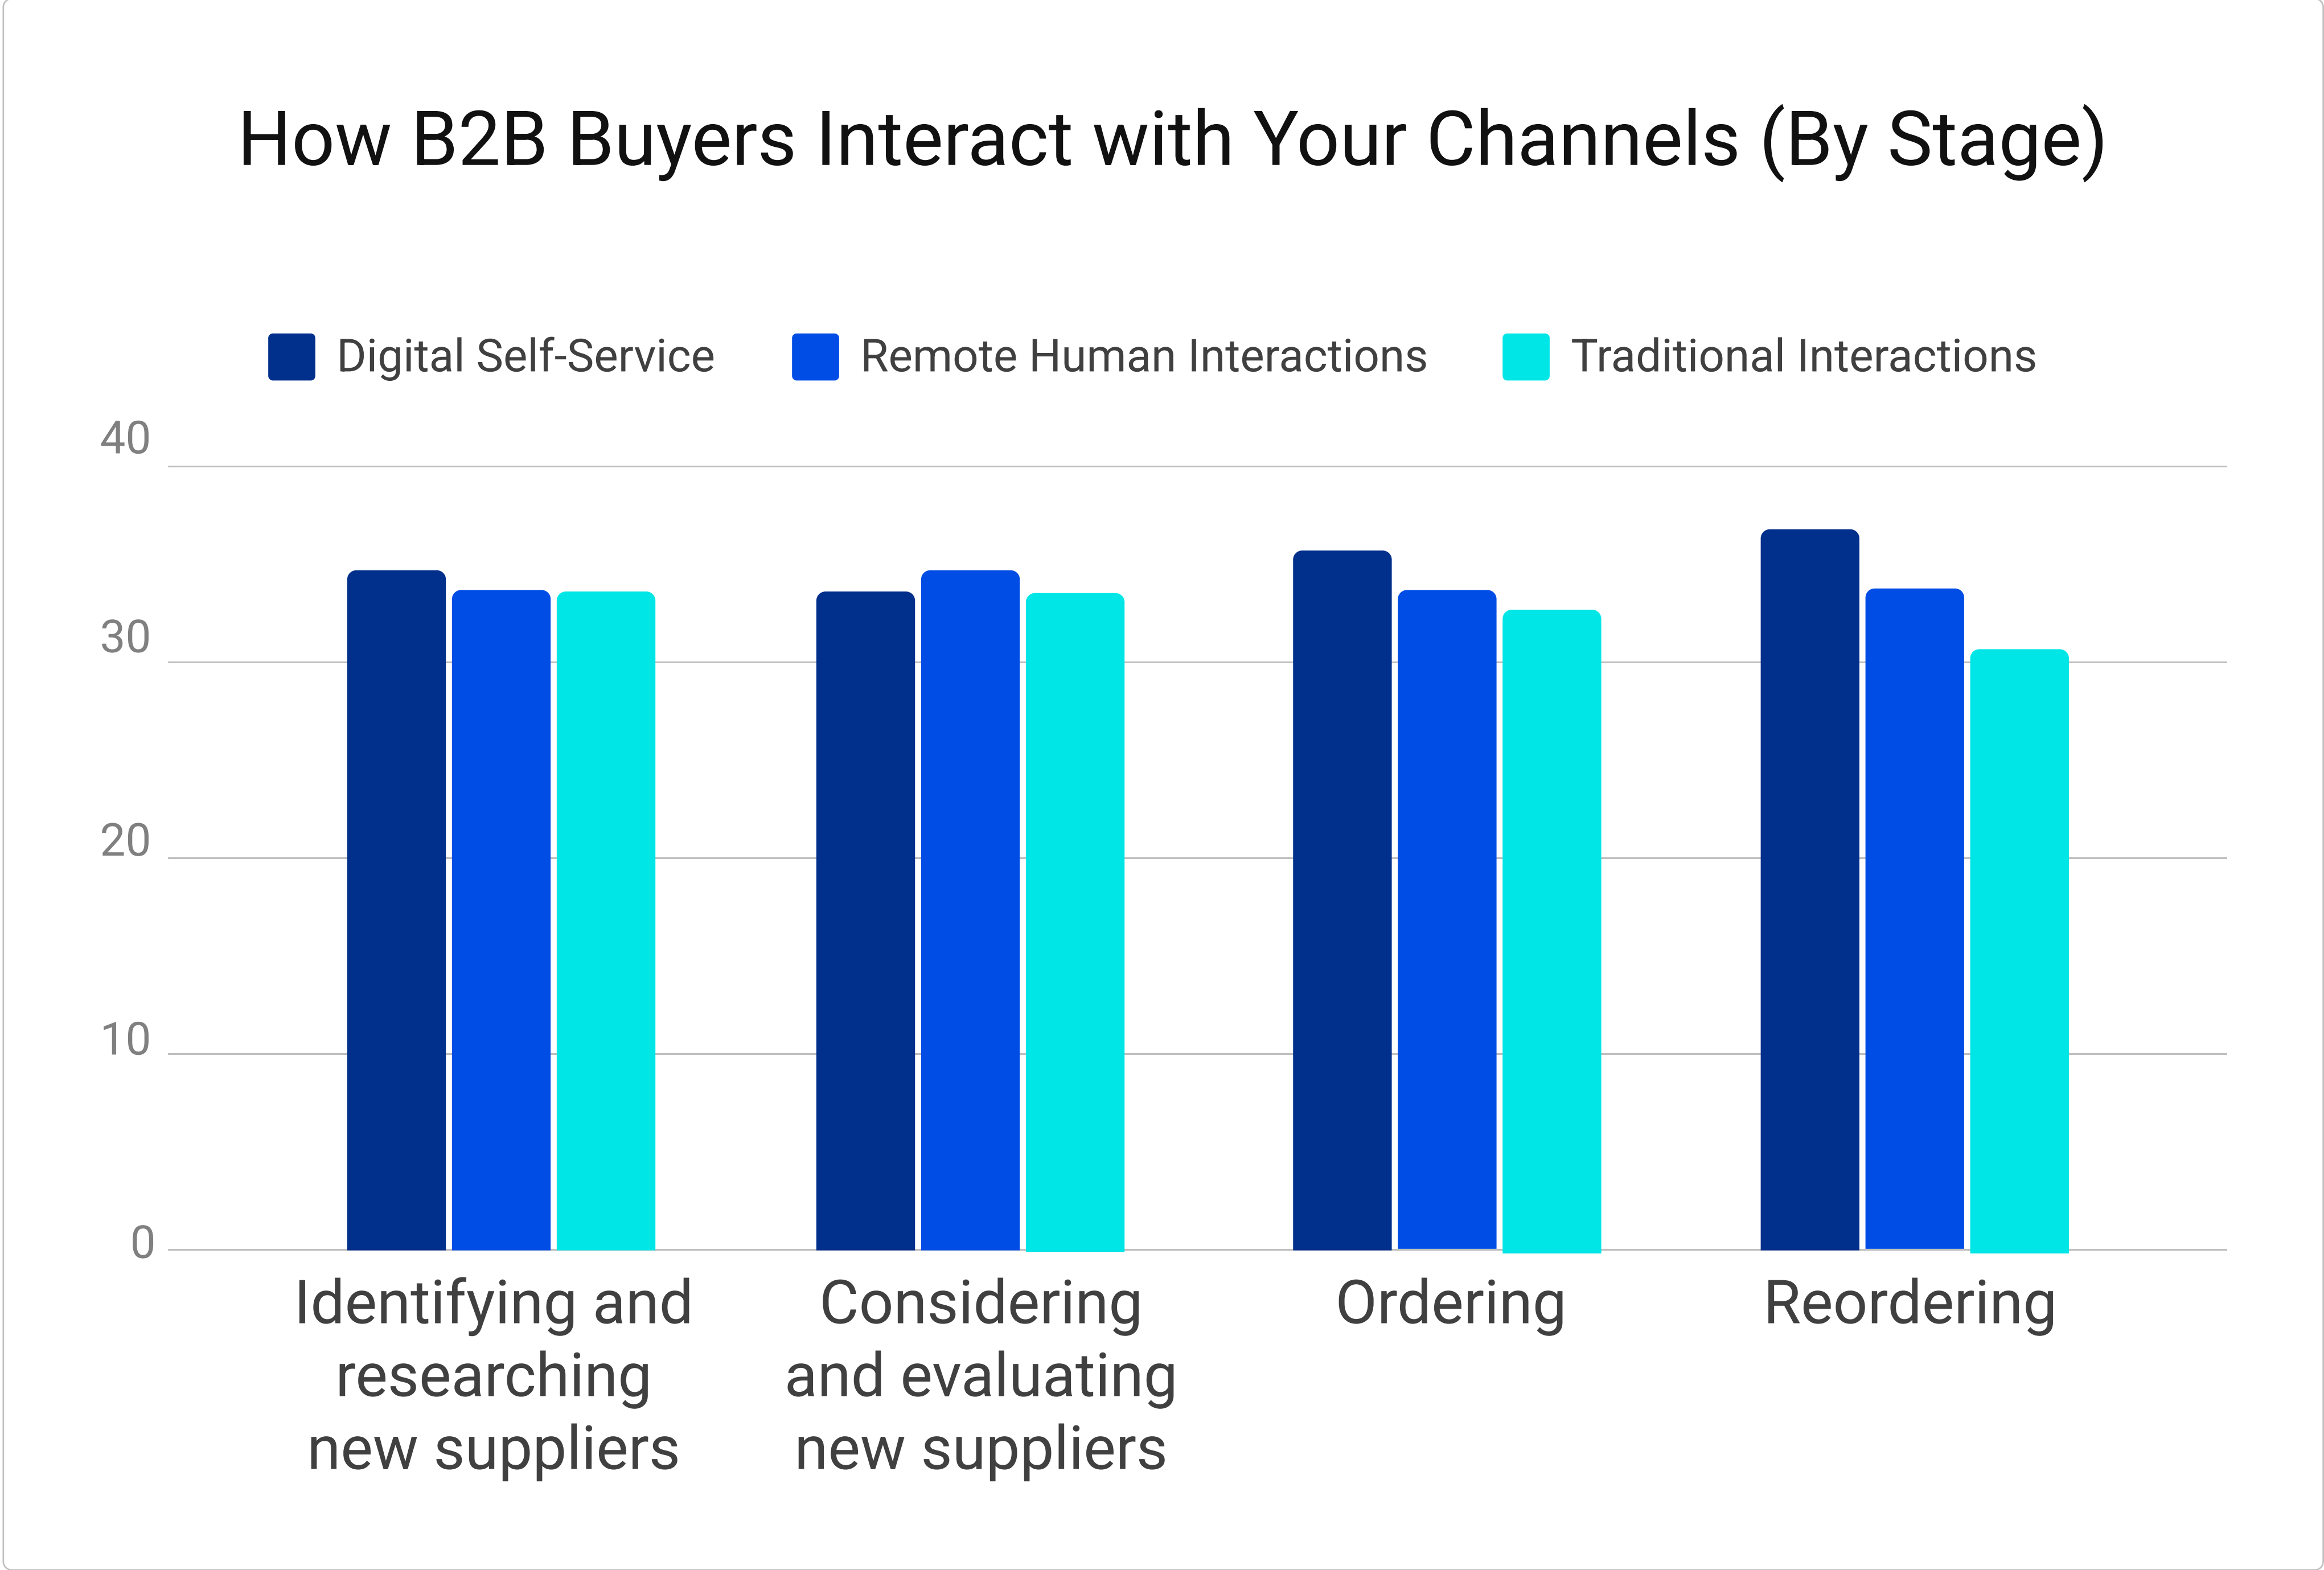 How B2B Buyers Interact with Your Channels (By Stage)
Digital Self-Service
Remote Human Interactions
Traditional Interactions
40
30
20
10
0
Identifying and
researching
new suppliers
Considering
and evaluating
new suppliers
Ordering
Reordering